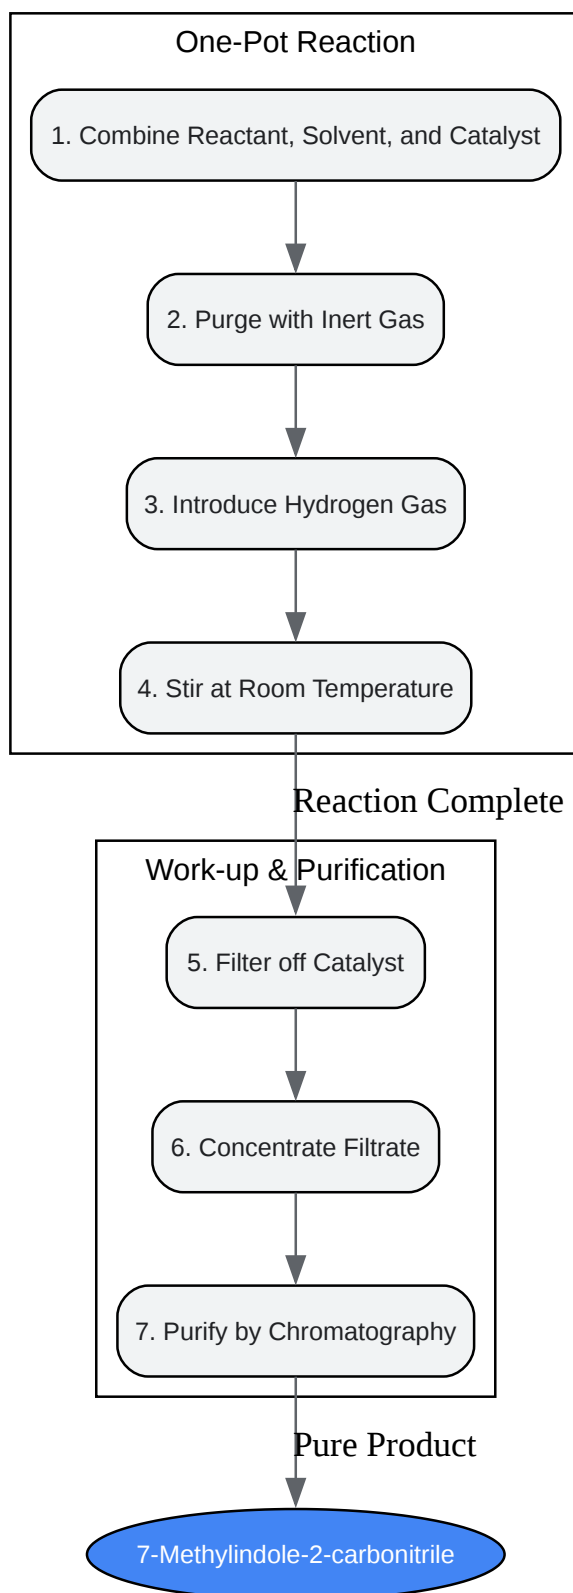 One-Pot Reaction
1. Combine Reactant, Solvent, and Catalyst
2. Purge with Inert Gas
3. Introduce Hydrogen Gas
4. Stir at Room Temperature
Reaction Complete
Work-up & Purification
5. Filter off Catalyst
6. Concentrate Filtrate
7. Purify by Chromatography
Pure Product
7-Methylindole-2-carbonitrile